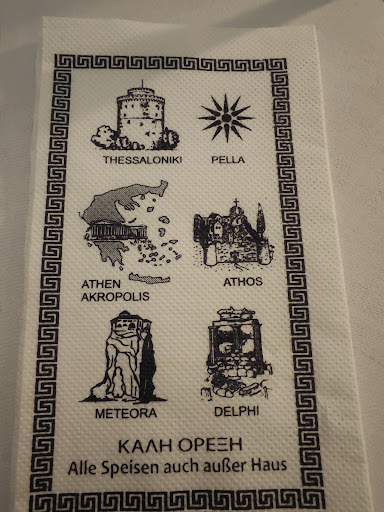 THESSALONIKI PELLA
ATHEN
AKROPOLIS
ATHOS
METEORA DELPHI
ΚΑΛΗ ΟΡΕΞΗ
Alle Speisen auch außer Haus